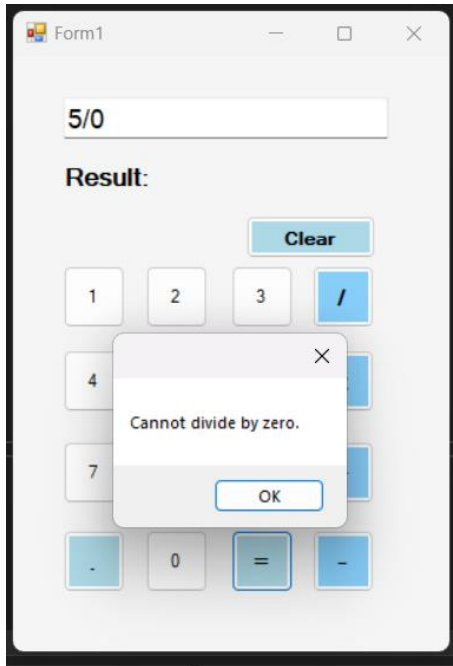 Form1
5/0
Result:
Clear
1 2 3 /
4
Cannot divide by zero.
7
OK
. 0 = -